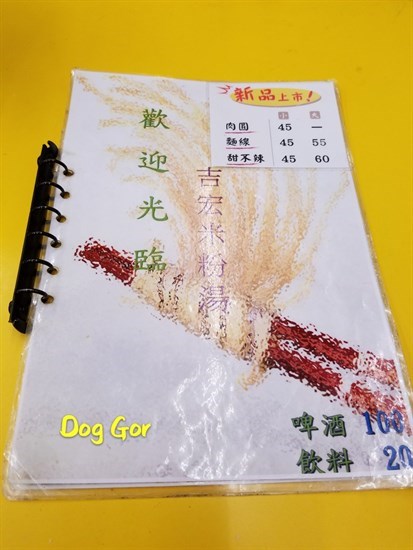 新品上市!
小 大
肉圓 45 —
麵線 45 55
甜不辣 45 60
歡迎光臨
吉宏米粉湯
Dog Gor
啤酒 100
飲料 20